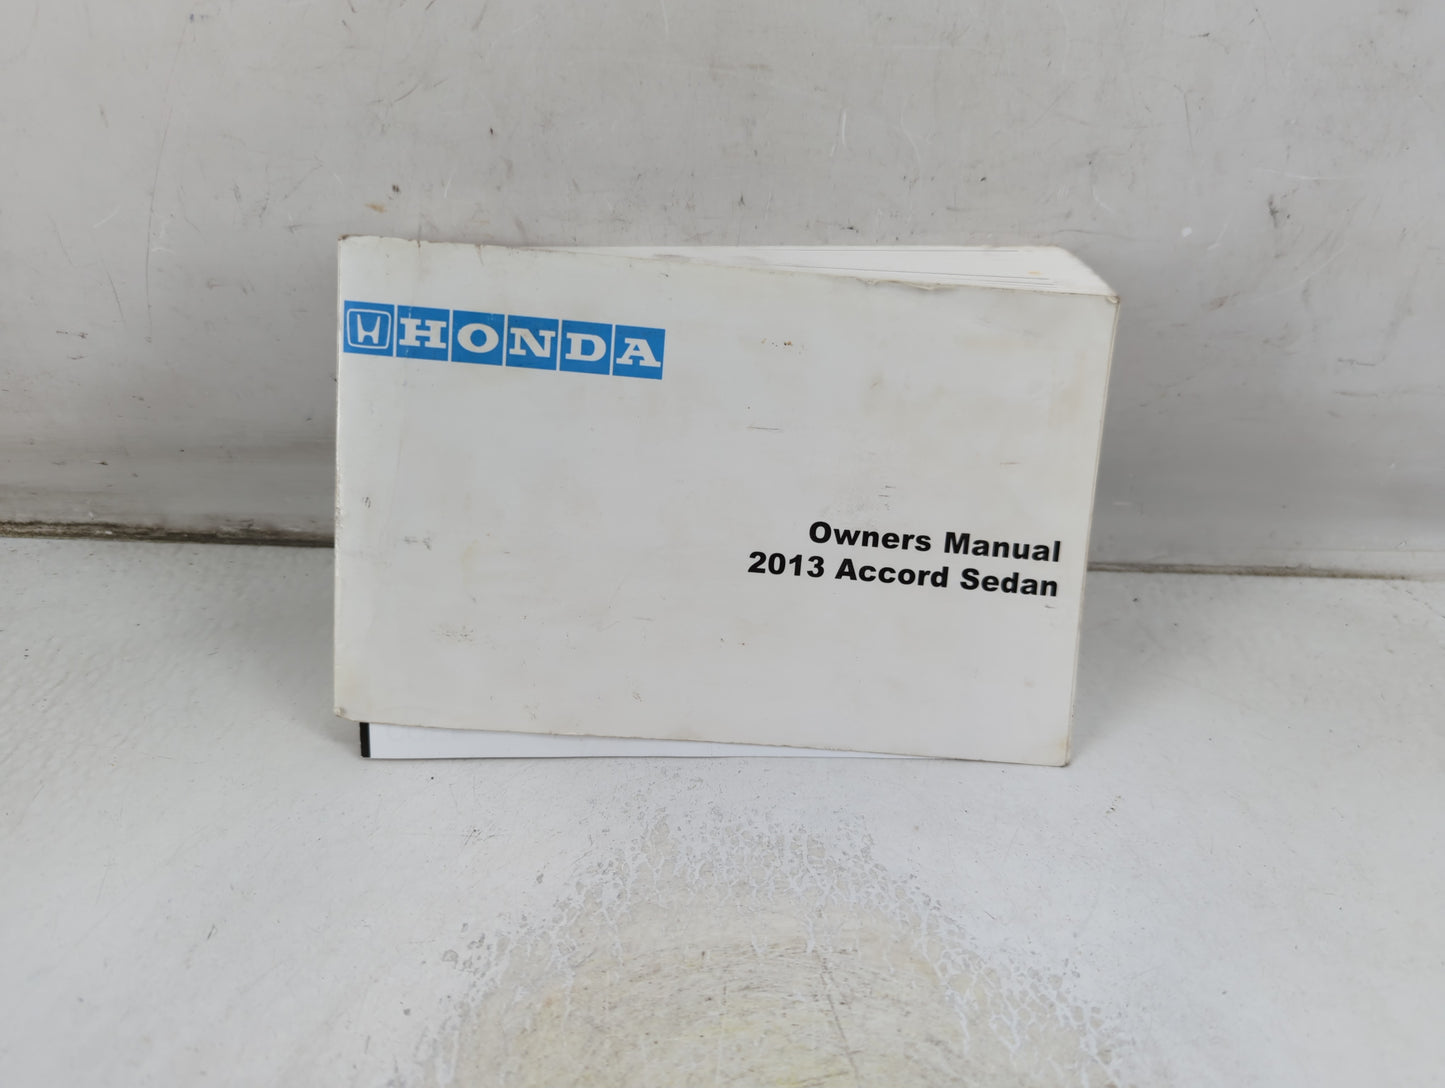 HONDA
Owners Manual
2013 Accord Sedan